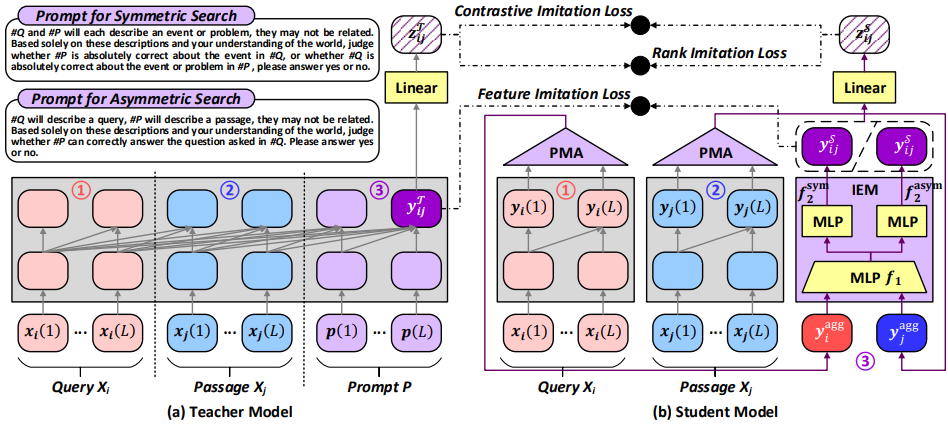 Prompt for Symmetric Search
#Q and #P will each describe an event or problem, they may not be related.
Based solely on these descriptions and your understanding of the world, judge
whether #P is absolutely correct about the event in #Q, or whether #Q is
absolutely correct about the event or problem in #P, please answer yes or no.
Prompt for Asymmetric Search
#Q will describe a query, #P will describe a passage, they may not be related.
Based solely on these descriptions and your understanding of the world, judge
whether #P can correctly answer the question asked in #Q. Please answer yes
or no.
z_{ij}^T
Linear
Contrastive Imitation Loss
Rank Imitation Loss
Feature Imitation Loss
z_{ij}^S
Linear
① ② ③
y_{ij}^T
x_i(1) ... x_i(L) x_j(1) ... x_j(L) p(1) ... p(L)
Query X_i Passage X_j Prompt P
(a) Teacher Model
PMA PMA
① ②
y_i(1) y_i(L) y_j(1) y_j(L)
x_i(1) ... x_i(L) x_j(1) ... x_j(L)
Query X_i Passage X_j
y_{ij}^S y_{ij}^S
f_2^{sym} IEM f_2^{asym}
MLP MLP
MLP f_1
y_i^{agg} y_j^{agg}
③
(b) Student Model